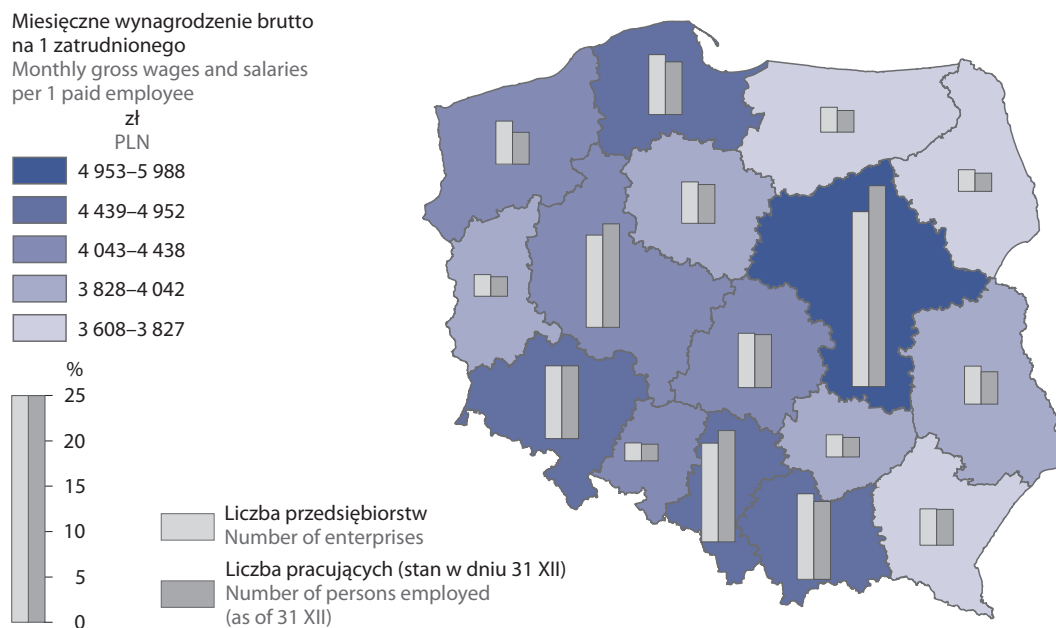 Miesięczne wynagrodzenie brutto
na 1 zatrudnionego
Monthly gross wages and salaries
per 1 paid employee
zł
PLN
4 953–5 988
4 439–4 952
4 043–4 438
3 828–4 042
3 608–3 827
%
25
20
15
10
5
0
Liczba przedsiębiorstw
Number of enterprises
Liczba pracujących (stan w dniu 31 XII)
Number of persons employed
(as of 31 XII)